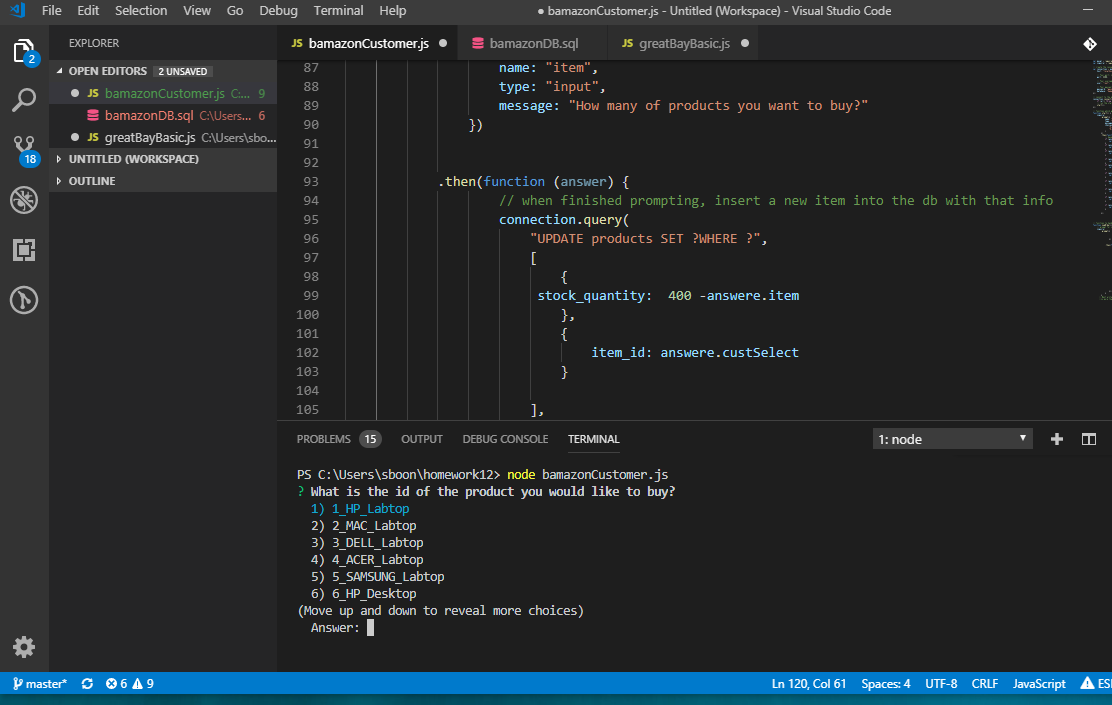 File Edit Selection View Go Debug Terminal Help ● bamazonCustomer.js - Untitled (Workspace) - Visual Studio Code
EXPLORER
JS bamazonCustomer.js ●
bamazonDB.sql
JS greatBayBasic.js ●
2
OPEN EDITORS 2 UNSAVED
● JS bamazonCustomer.js C:... 9
bamazonDB.sql C:\Users... 6
● JS greatBayBasic.js C:\Users\sbo...
UNTITLED (WORKSPACE)
OUTLINE
18
87 name: "item",
88 type: "input",
89 message: "How many of products you want to buy?"
90 })
91
92
93 .then(function (answer) {
94 // when finished prompting, insert a new item into the db with that info
95 connection.query(
96 "UPDATE products SET ?WHERE ?",
97 [
98 {
99 stock_quantity: 400 -answere.item
100 },
101 {
102 item_id: answere.custSelect
103 }
104
105 ],
PROBLEMS 15 OUTPUT DEBUG CONSOLE TERMINAL 1: node
PS C:\Users\sboon\homework12> node bamazonCustomer.js
? What is the id of the product you would like to buy?
1) 1_HP_Labtop
2) 2_MAC_Labtop
3) 3_DELL_Labtop
4) 4_ACER_Labtop
5) 5_SAMSUNG_Labtop
6) 6_HP_Desktop
(Move up and down to reveal more choices)
Answer:
master* 6 9 Ln 120, Col 61 Spaces: 4 UTF-8 CRLF JavaScript ESl